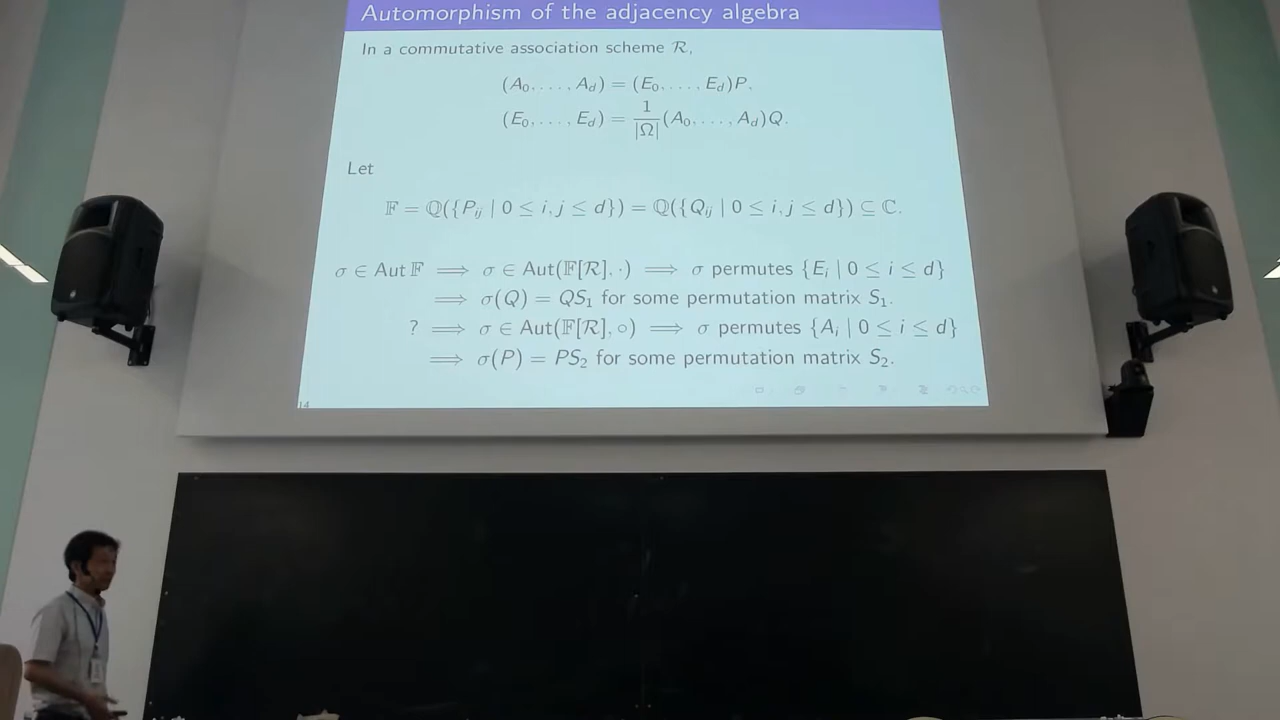 Automorphism of the adjacency algebra
In a commutative association scheme ℛ,
(A₀, . . . , A_d) = (E₀, . . . , E_d)P,
(E₀, . . . , E_d) = 1/|Ω| (A₀, . . . , A_d)Q.
Let
𝔽 = ℚ({P_ij | 0 ≤ i, j ≤ d}) = ℚ({Q_ij | 0 ≤ i, j ≤ d}) ⊆ ℂ.
σ ∈ Aut 𝔽 ⟹ σ ∈ Aut(𝔽[ℛ], ·) ⟹ σ permutes {E_i | 0 ≤ i ≤ d}
⟹ σ(Q) = QS₁ for some permutation matrix S₁.
? ⟹ σ ∈ Aut(𝔽[ℛ], ∘) ⟹ σ permutes {A_i | 0 ≤ i ≤ d}
⟹ σ(P) = PS₂ for some permutation matrix S₂.
14